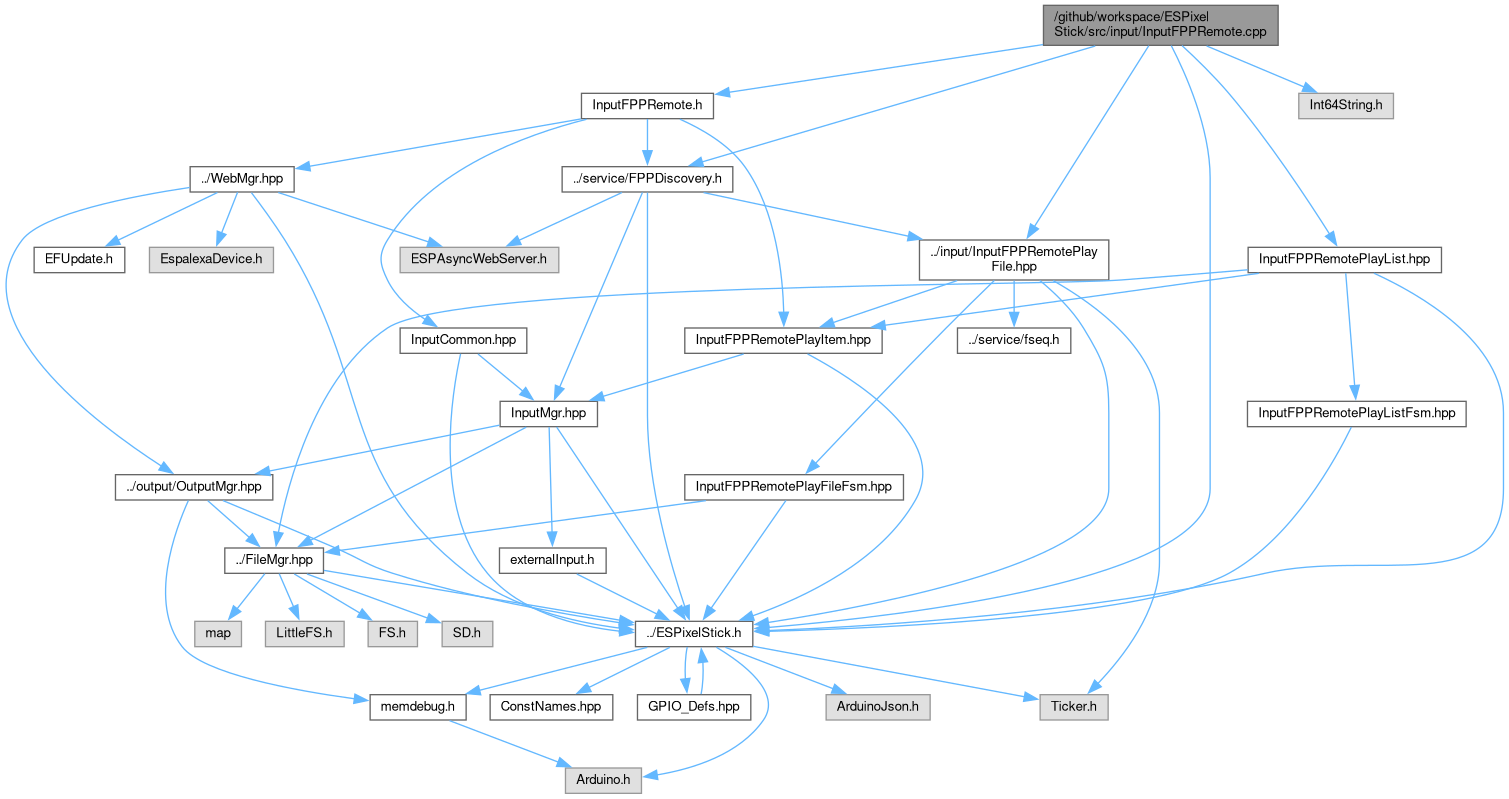 /github/workspace/ESPixel
Stick/src/input/InputFPPRemote.cpp
InputFPPRemote.h
Int64String.h
../WebMgr.hpp
../service/FPPDiscovery.h
EFUpdate.h
EspalexaDevice.h
ESPAsyncWebServer.h
../input/InputFPPRemotePlay
File.hpp
InputFPPRemotePlayList.hpp
InputCommon.hpp
InputFPPRemotePlayItem.hpp
../service/fseq.h
InputMgr.hpp
InputFPPRemotePlayListFsm.hpp
../output/OutputMgr.hpp
InputFPPRemotePlayFileFsm.hpp
../FileMgr.hpp
externalInput.h
map
LittleFS.h
FS.h
SD.h
../ESPixelStick.h
memdebug.h
ConstNames.hpp
GPIO_Defs.hpp
ArduinoJson.h
Ticker.h
Arduino.h